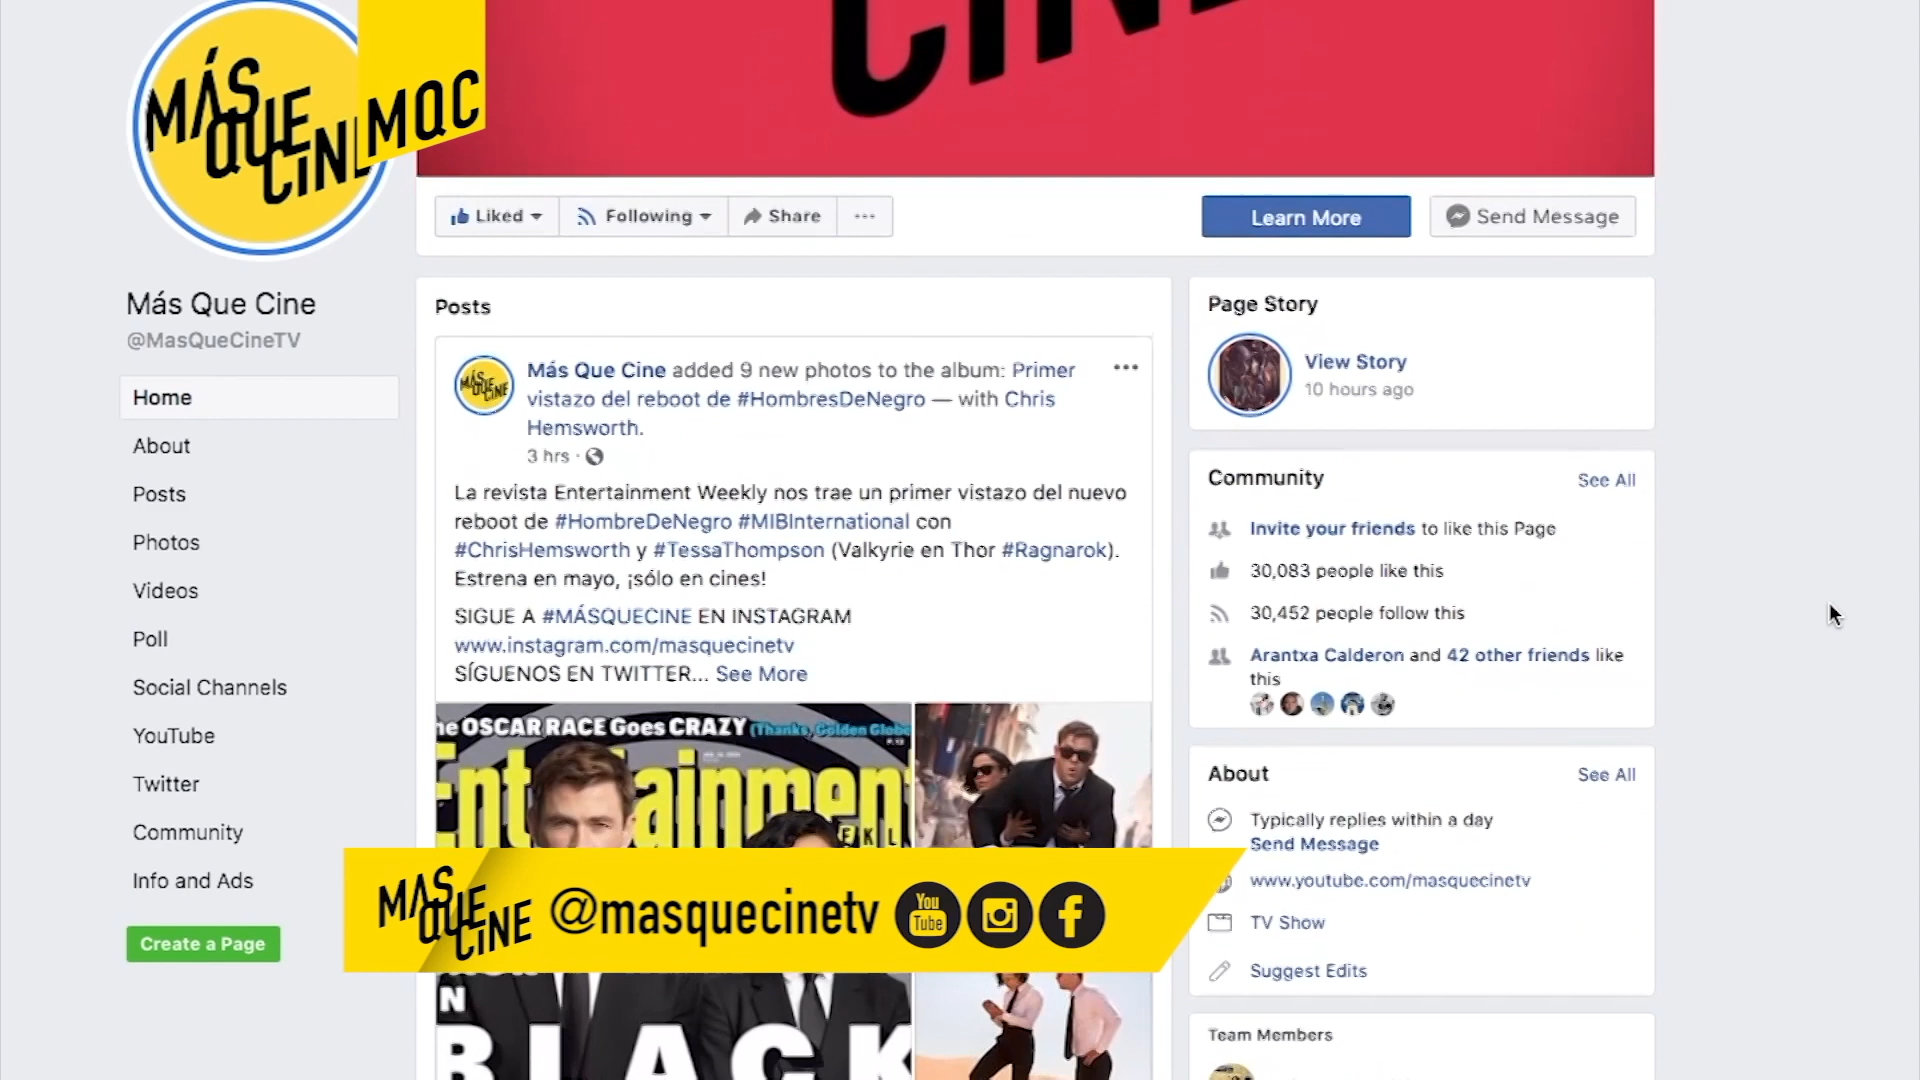 MÁS
QUE
MQC
Liked
Following
Share
Learn More
Send Message
Más Que Cine
@MasQueCineTV
Home
About
Posts
Photos
Videos
Poll
Social Channels
YouTube
Twitter
Community
Info and Ads
Create a Page
Posts
Más Que Cine added 9 new photos to the album: Primer
vistazo del reboot de #HombresDeNegro — with Chris
Hemsworth.
3 hrs ·
La revista Entertainment Weekly nos trae un primer vistazo del nuevo
reboot de #HombreDeNegro #MIBInternational con
#ChrisHemsworth y #TessaThompson (Valkyrie en Thor #Ragnarok).
Estrena en mayo, ¡sólo en cines!
SIGUE A #MÁSQUECINE EN INSTAGRAM
www.instagram.com/masquecinetv
SÍGUENOS EN TWITTER... See More
OSCAR RACE Goes CRAZY (Thanks, Golden Globe
BLACK
MÁS
QUE
CINE
@masquecinetv
You
Tube
Page Story
View Story
10 hours ago
Community
See All
Invite your friends to like this Page
30,083 people like this
30,452 people follow this
Arantxa Calderon and 42 other friends like
this
About
See All
Typically replies within a day
Send Message
www.youtube.com/masquecinetv
TV Show
Suggest Edits
Team Members